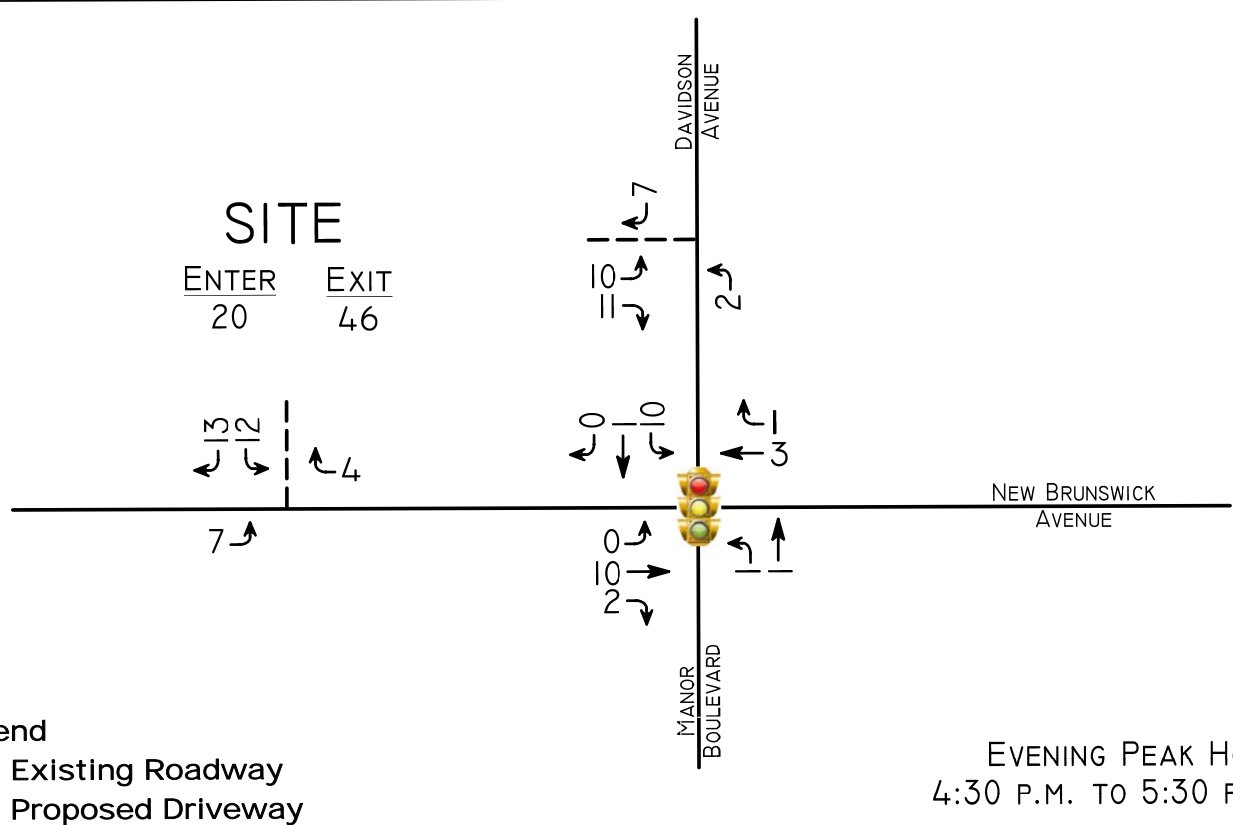 DAVIDSON
AVENUE
7
SITE
ENTER EXIT
20 46
10
11
2
13 12
4
7
0 1 10
1
3
NEW BRUNSWICK
AVENUE
0
10
2
1 1
MANOR
BOULEVARD
end
Existing Roadway
Proposed Driveway
EVENING PEAK H
4:30 P.M. TO 5:30